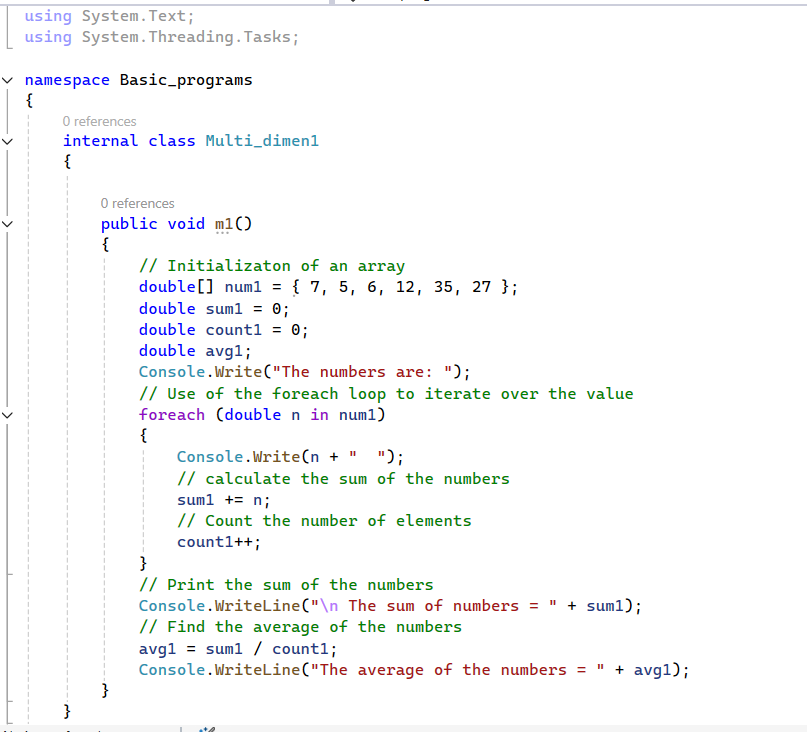 using System.Text;
using System.Threading.Tasks;
namespace Basic_programs
{
0 references
internal class Multi_dimen1
{
0 references
public void m1()
{
// Initializaton of an array
double[] num1 = { 7, 5, 6, 12, 35, 27 };
double sum1 = 0;
double count1 = 0;
double avg1;
Console.Write("The numbers are: ");
// Use of the foreach loop to iterate over the value
foreach (double n in num1)
{
Console.Write(n + "  ");
// calculate the sum of the numbers
sum1 += n;
// Count the number of elements
count1++;
}
// Print the sum of the numbers
Console.WriteLine("\n The sum of numbers = " + sum1);
// Find the average of the numbers
avg1 = sum1 / count1;
Console.WriteLine("The average of the numbers = " + avg1);
}
}